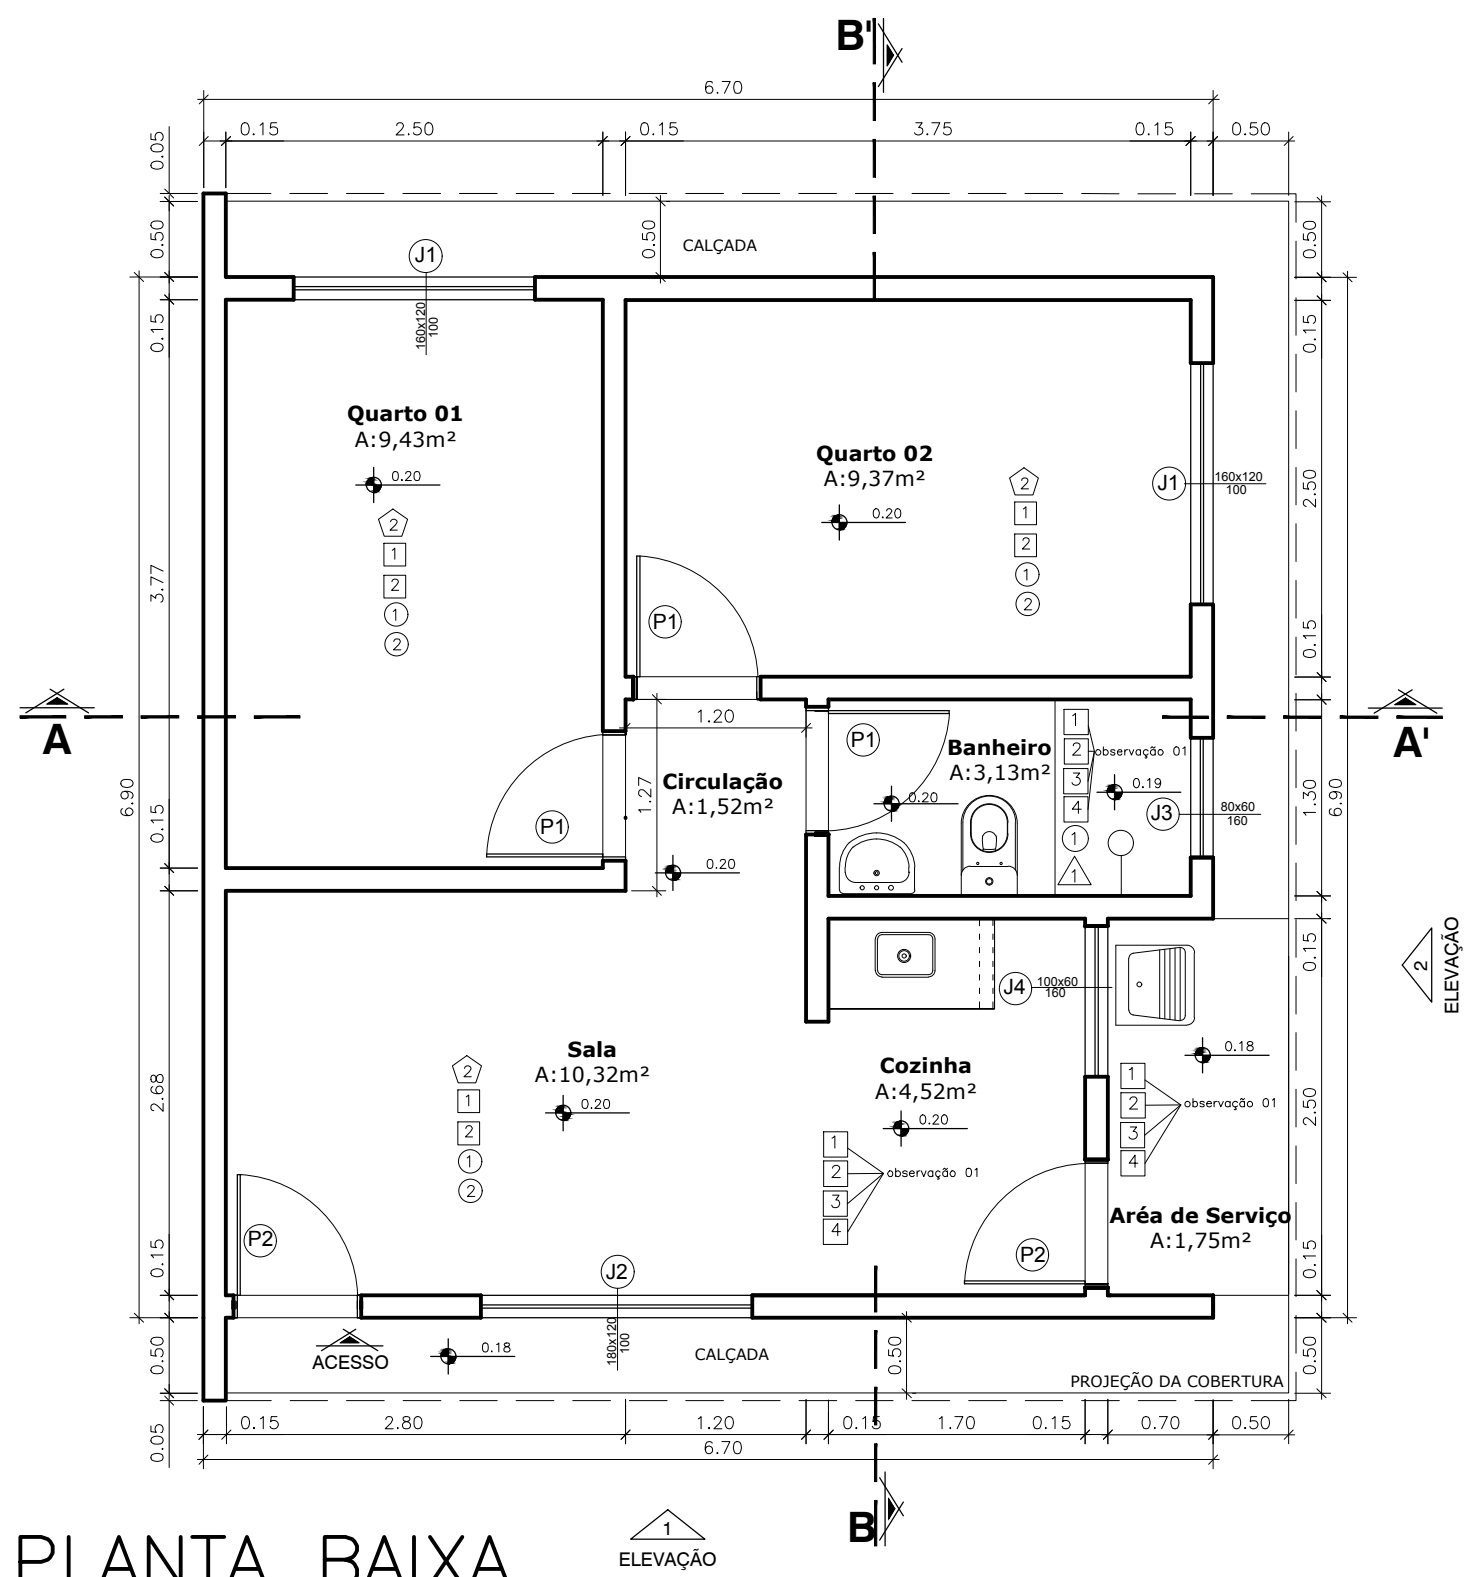 B'
6.70
0.15 2.50 0.15 3.75 0.15 0.50
0.05
0.50
0.50
CALÇADA
0.50
J1
160x120
100
0.15
0.15
Quarto 01
A:9,43m²
0.20
2
1
2
1
2
Quarto 02
A:9,37m²
0.20
2
1
2
1
2
J1
160x120
100
2.50
3.77
P1
0.15
A
A'
1.20
P1
Banheiro
A:3,13m²
0.20
1
2
3
4
observação 01
1
1
0.19
J3
80x60
160
1.30
6.90
6.90
Circulação
A:1,52m²
1.27
0.20
P1
0.15
0.15
2
ELEVAÇÃO
J4
100x60
160
0.18
Sala
A:10,32m²
0.20
2
1
2
1
2
Cozinha
A:4,52m²
0.20
1
2
3
4
observação 01
1
2
3
4
observação 01
2.68
2.50
Aréa de Serviço
A:1,75m²
P2
P2
J2
180x120
100
0.15
0.15
ACESSO
0.18
CALÇADA
0.50
0.50
0.50
PROJEÇÃO DA COBERTURA
0.05
0.15 2.80 1.20 0.15 1.70 0.15 0.70 0.50
6.70
B
1
ELEVAÇÃO
PLANTA BAIXA